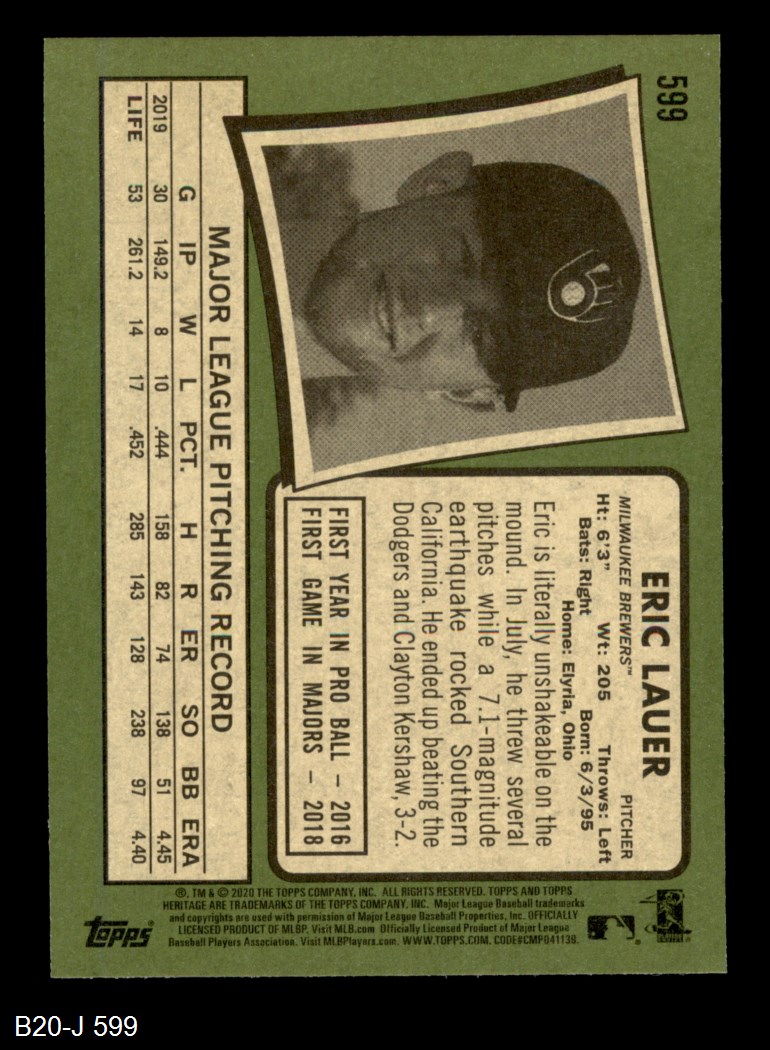 599
ERIC LAUER
PITCHER
MILWAUKEE BREWERS™
Ht: 6'3" Wt: 205 Throws: Left
Bats: Right Born: 6/3/95
Home: Elyria, Ohio
Eric is literally unshakeable on the
mound. In July, he threw several
pitches while a 7.1-magnitude
earthquake rocked Southern
California. He ended up beating the
Dodgers and Clayton Kershaw, 3-2.
FIRST YEAR IN PRO BALL – 2016
FIRST GAME IN MAJORS – 2018
MAJOR LEAGUE PITCHING RECORD
G IP W L PCT. H R ER SO BB ERA
2019 30 149.2 8 10 .444 158 82 74 138 51 4.45
LIFE 53 261.2 14 17 .452 285 143 128 238 97 4.40
®, TM & © 2020 THE TOPPS COMPANY, INC. ALL RIGHTS RESERVED. TOPPS AND TOPPS
HERITAGE ARE TRADEMARKS OF THE TOPPS COMPANY, INC. Major League Baseball trademarks
and copyrights are used with permission of Major League Baseball Properties, Inc. OFFICIALLY
LICENSED PRODUCT OF MLBP. Visit MLB.com Officially Licensed Product of Major League
Baseball Players Association. Visit MLBPlayers.com. WWW.TOPPS.COM. CODE#CMP041139.
topps
B20-J 599